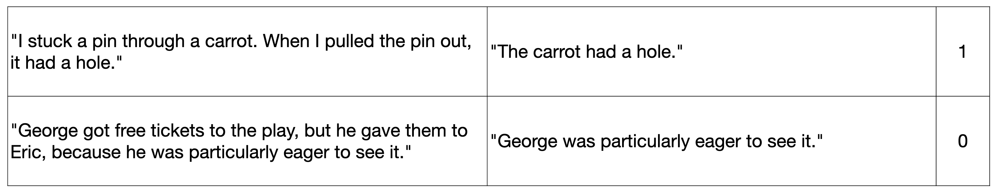 "I stuck a pin through a carrot. When I pulled the pin out,
it had a hole."
"The carrot had a hole."
1
"George got free tickets to the play, but he gave them to
Eric, because he was particularly eager to see it."
"George was particularly eager to see it."
0